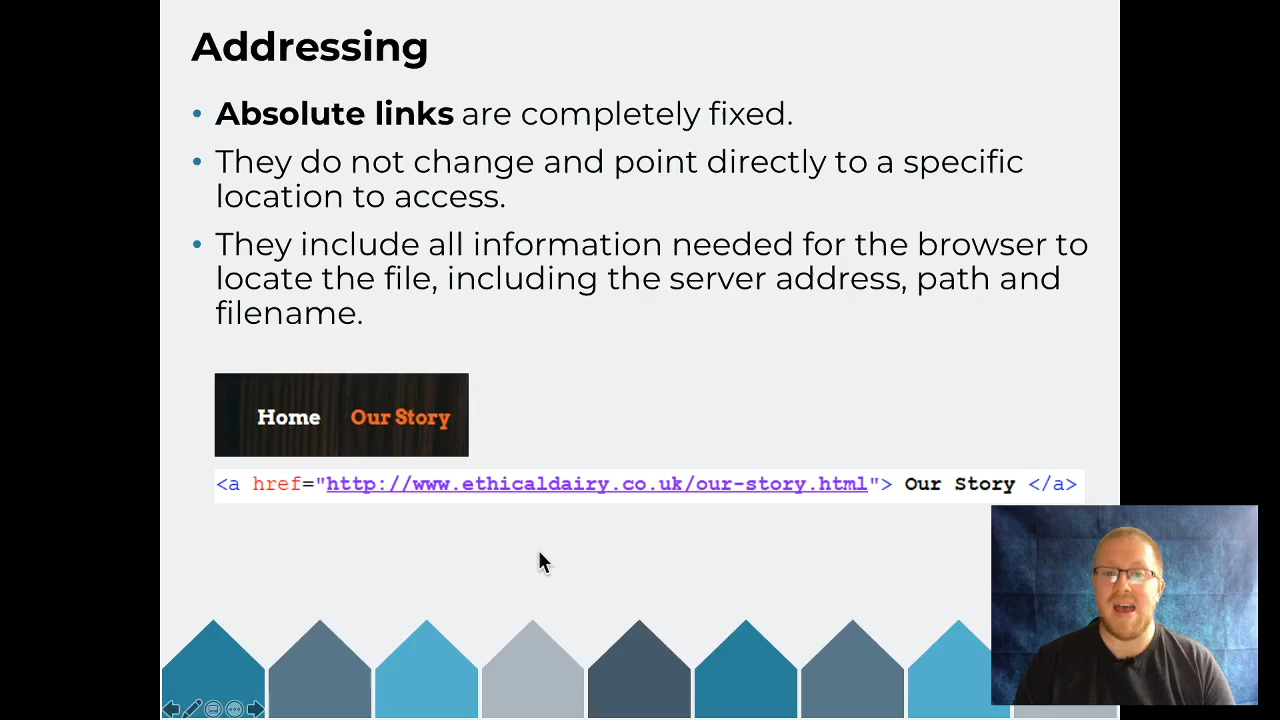 Addressing
• Absolute links are completely fixed.
• They do not change and point directly to a specific
location to access.
• They include all information needed for the browser to
locate the file, including the server address, path and
filename.
Home Our Story
<a href="http://www.ethicaldairy.co.uk/our-story.html"> Our Story </a>